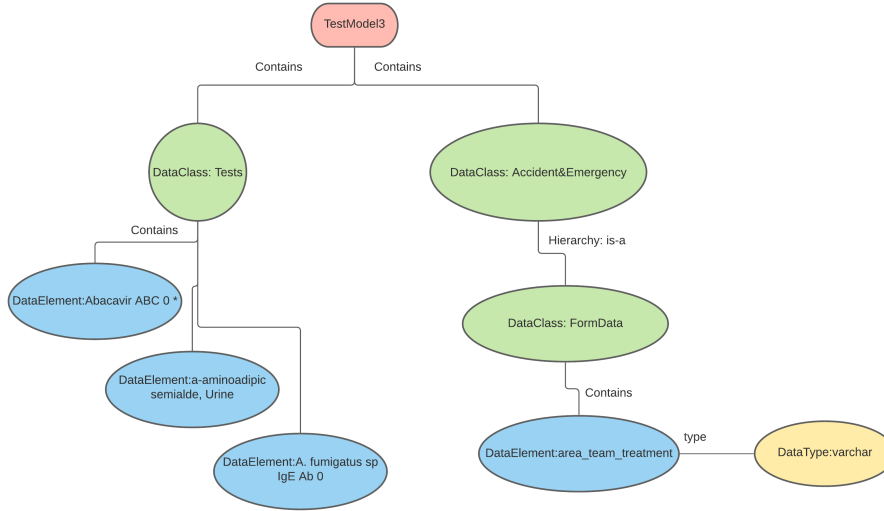 TestModel3
Contains
Contains
DataClass: Tests
DataClass: Accident&Emergency
Contains
Hierarchy: is-a
DataElement:Abacavir ABC 0 *
DataClass: FormData
DataElement:a-aminoadipic
semialde, Urine
Contains
type
DataElement:area_team_treatment
DataType:varchar
DataElement:A. fumigatus sp
IgE Ab 0